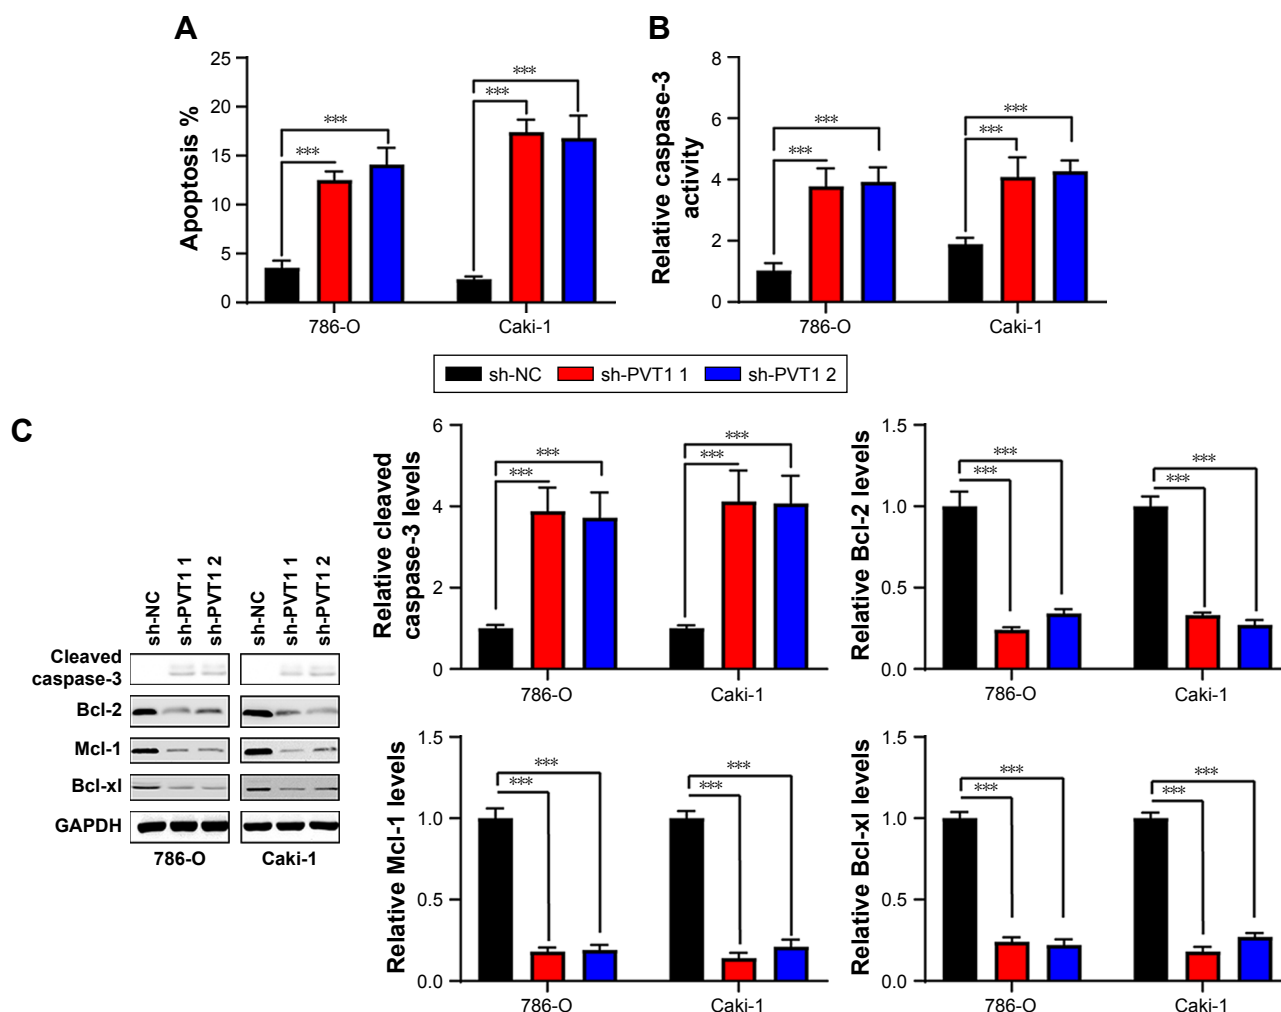 A
Apoptosis %
25
20
15
10
5
0
***
***
***
***
786-O
Caki-1
B
Relative caspase-3
activity
8
6
4
2
0
***
***
***
***
786-O
Caki-1
sh-NC sh-PVT1 1 sh-PVT1 2
C
sh-NC
sh-PVT1 1
sh-PVT1 2
sh-NC
sh-PVT1 1
sh-PVT1 2
Cleaved
caspase-3
Bcl-2
Mcl-1
Bcl-xl
GAPDH
786-O
Caki-1
Relative cleaved
caspase-3 levels
6
4
2
0
***
***
***
***
786-O
Caki-1
Relative Bcl-2 levels
1.5
1.0
0.5
0.0
***
***
***
***
786-O
Caki-1
Relative Mcl-1 levels
1.5
1.0
0.5
0.0
***
***
***
***
786-O
Caki-1
Relative Bcl-xl levels
1.5
1.0
0.5
0.0
***
***
***
***
786-O
Caki-1